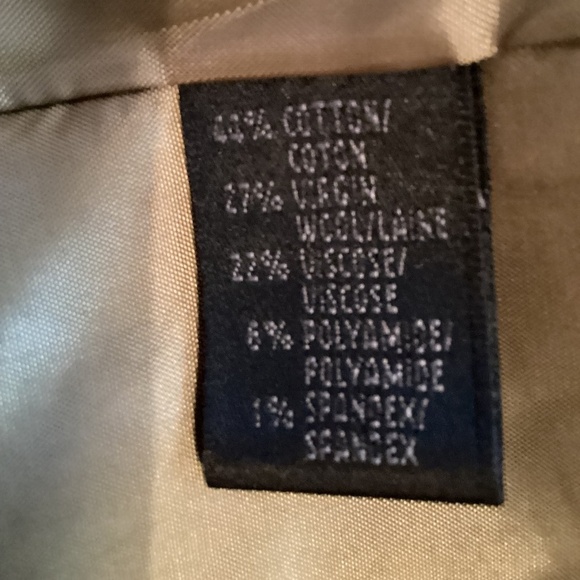 44% COTTON/
COTON
27% VIRGIN
WOOL/LAINE
22% VISCOSE/
VISCOSE
6% POLYAMIDE/
POLYAMIDE
1% SPANDEX/
SPANDEX